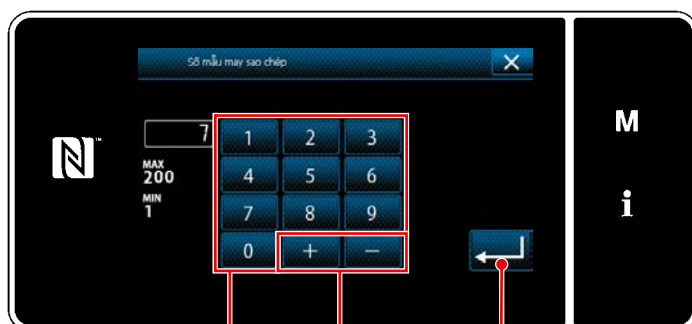 Số mẫu may sao chép
7
MAX
200
MIN
1
1 2 3
4 5 6
7 8 9
0 + −
M
i